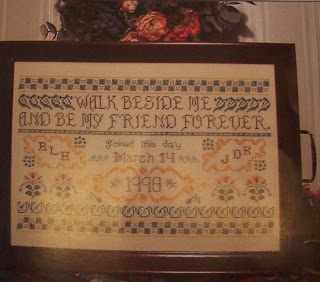 WALK BESIDE ME
AND BE MY FRIEND FOREVER.
Joined this day
BLH March 14 JDK
1998